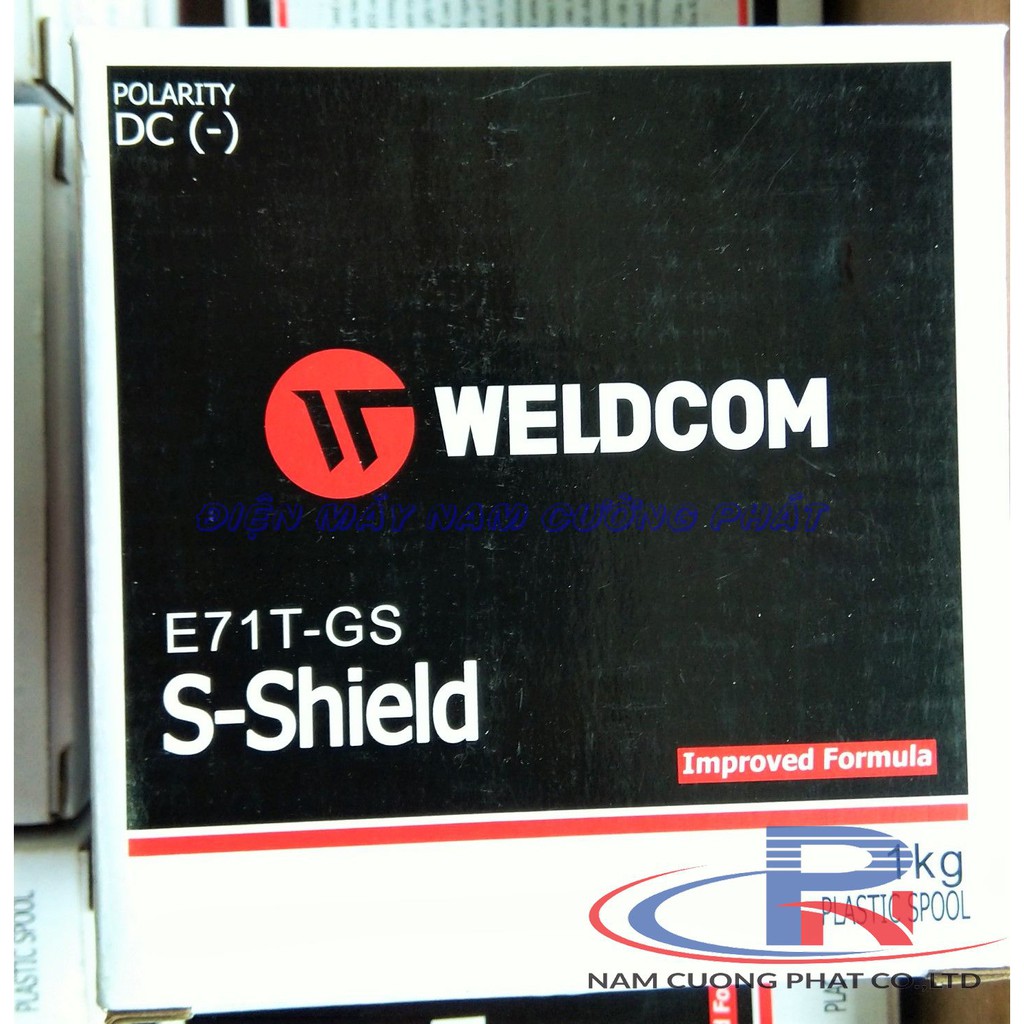 POLARITY
DC (-)
WELDCOM
ĐIỆN MÁY NAM CƯỜNG PHÁT
E71T-GS
S-Shield
Improved Formula
1kg
PLASTIC SPOOL
NAM CUONG PHAT CO.,LTD
PLASTIC SPOOL